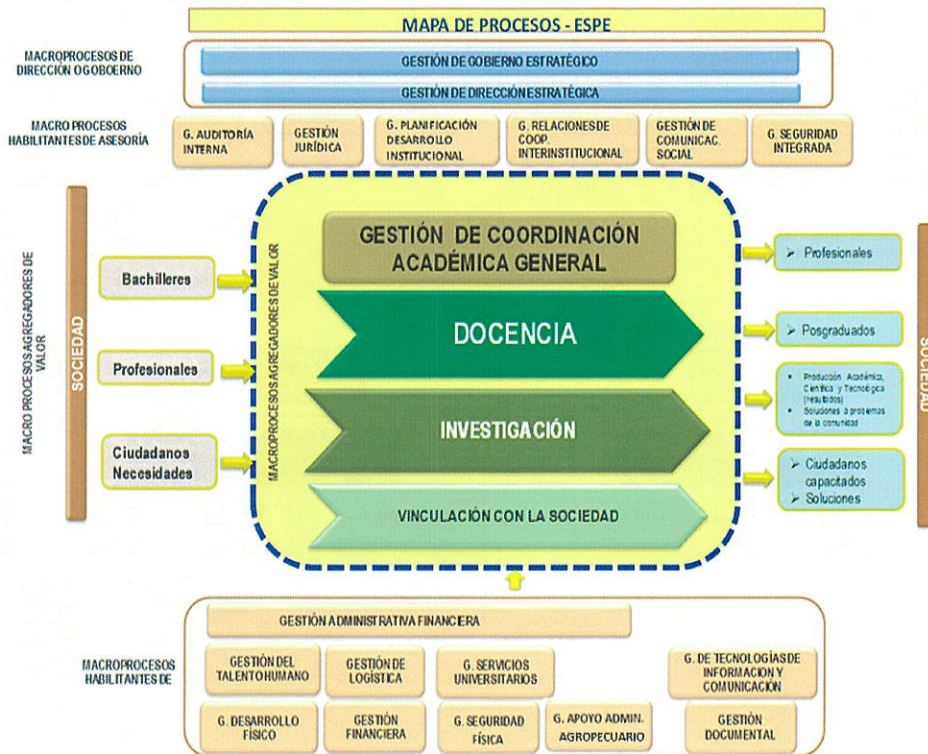 MAPA DE PROCESOS - ESPE
MACROPROCESOS DE
DIRECCIÓN O GOBOERNO
GESTIÓN DE GOBIERNO ESTRATÉGICO
GESTIÓN DE DIRECCIÓN ESTRATÉGICA
MACRO PROCESOS
HABILITANTES DE ASESORÍA
G. AUDITORÍA
INTERNA
GESTIÓN
JURÍDICA
G. PLANIFICACIÓN
DESARROLLO
INSTITUCIONAL
G. RELACIONES DE
COOP.
INTERINSTITUCIONAL
GESTIÓN DE
COMUNICAC.
SOCIAL
G. SEGURIDAD
INTEGRADA
MACRO PROCESOS AGREGADORES DE
VALOR
SOCIEDAD
Bachilleres
Profesionales
Ciudadanos
Necesidades
MACROPROCESOS AGREGADORES DE VALOR
GESTIÓN DE COORDINACIÓN
ACADÉMICA GENERAL
DOCENCIA
INVESTIGACIÓN
VINCULACIÓN CON LA SOCIEDAD
➢ Profesionales
➢ Posgraduados
• Producción Académica,
Científica y Tecnológica
(resultados)
• Soluciones a problemas
de la comunidad
➢ Ciudadanos
capacitados
➢ Soluciones
SOCIEDAD
MACROPROCESOS
HABILITANTES DE
GESTIÓN ADMINISTRATIVA FINANCIERA
GESTIÓN DEL
TALENTO HUMANO
GESTIÓN DE
LOGÍSTICA
G. SERVICIOS
UNIVERSITARIOS
G. DE TECNOLOGÍAS DE
INFORMACION Y
COMUNICACIÓN
G. DESARROLLO
FÍSICO
GESTIÓN
FINANCIERA
G. SEGURIDAD
FÍSICA
G. APOYO ADMIN.
AGROPECUARIO
GESTIÓN
DOCUMENTAL